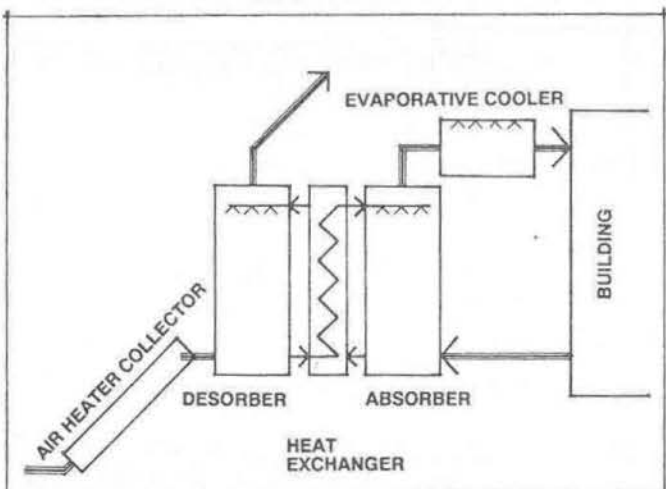 EVAPORATIVE COOLER
BUILDING
AIR HEATER COLLECTOR
DESORBER
ABSORBER
HEAT
EXCHANGER